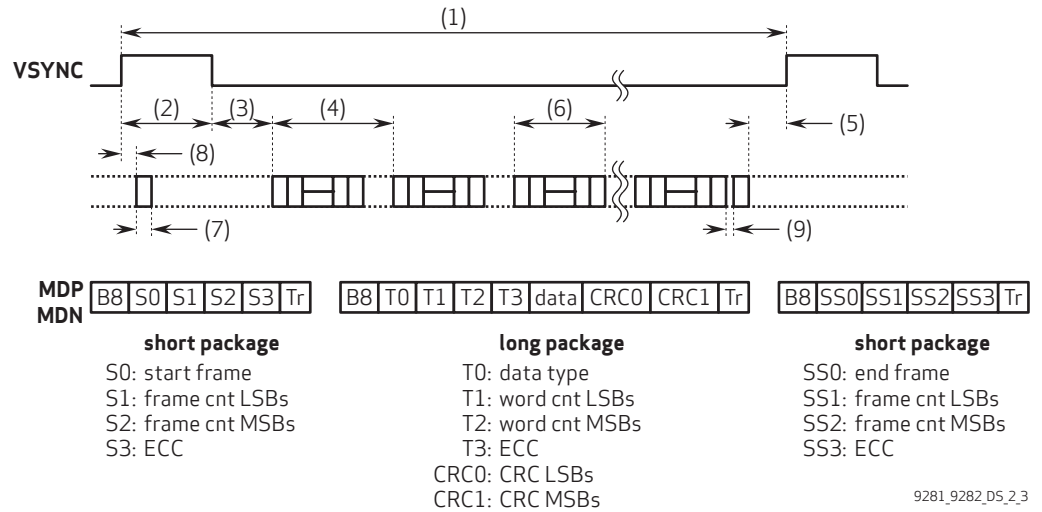 (1)
VSYNC
(2) (3) (4) (6) (5)
(8)
(7) (9)
MDP
MDN
B8 S0 S1 S2 S3 Tr B8 T0 T1 T2 T3 data CRC0 CRC1 Tr B8 SS0 SS1 SS2 SS3 Tr
short package
S0: start frame
S1: frame cnt LSBs
S2: frame cnt MSBs
S3: ECC
long package
T0: data type
T1: word cnt LSBs
T2: word cnt MSBs
T3: ECC
CRC0: CRC LSBs
CRC1: CRC MSBs
short package
SS0: end frame
SS1: frame cnt LSBs
SS2: frame cnt MSBs
SS3: ECC
9281_9282_DS_2_3